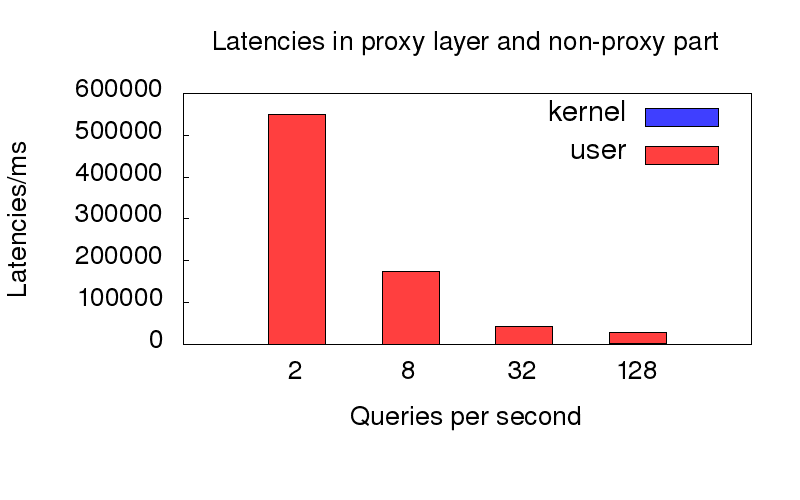 Latencies in proxy layer and non-proxy part
600000
500000
400000
300000
200000
100000
0
Latencies/ms
kernel
user
2 8 32 128
Queries per second